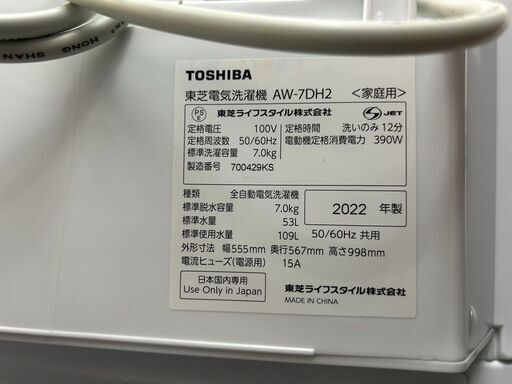 TOSHIBA
東芝電気洗濯機 AW-7DH2 <家庭用>
PS E 東芝ライフスタイル株式会社 S JET
定格電圧 100V 定格時間 洗いのみ 12分
定格周波数 50/60Hz 電動機定格消費電力 390W
標準洗濯容量 7.0kg
製造番号 700429KS
種類 全自動電気洗濯機
標準脱水容量 7.0kg 2022 年製
標準水量 53L
標準使用水量 109L 50/60Hz 共用
外形寸法 幅555mm 奥行567mm 高さ998mm
電流ヒューズ(電源用) 15A
日本国内専用
Use Only in Japan
東芝ライフスタイル株式会社
MADE IN CHINA
HONG SHAN